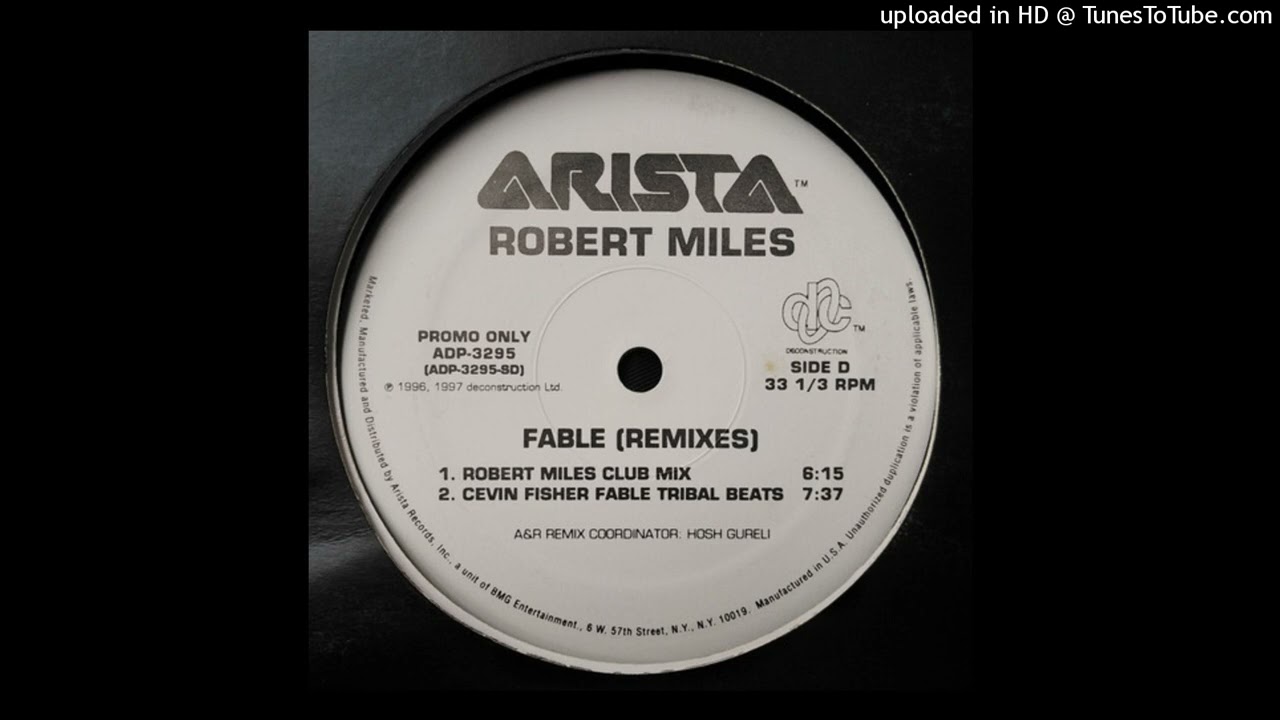 uploaded in HD @ TunesToTube.com
ARISTA™
ROBERT MILES
PROMO ONLY
ADP-3295
(ADP-3295-SD)
℗ 1996, 1997 deconstruction Ltd.
dcc™
DECONSTRUCTION
SIDE D
33 1/3 RPM
FABLE (REMIXES)
1. ROBERT MILES CLUB MIX 6:15
2. CEVIN FISHER FABLE TRIBAL BEATS 7:37
A&R REMIX COORDINATOR: HOSH GURELI
Marketed, Manufactured and Distributed by Arista Records, Inc., a unit of BMG Entertainment., 6 W. 57th Street, N.Y., N.Y. 10019. Manufactured in U.S.A. Unauthorized duplication is a violation of applicable laws.